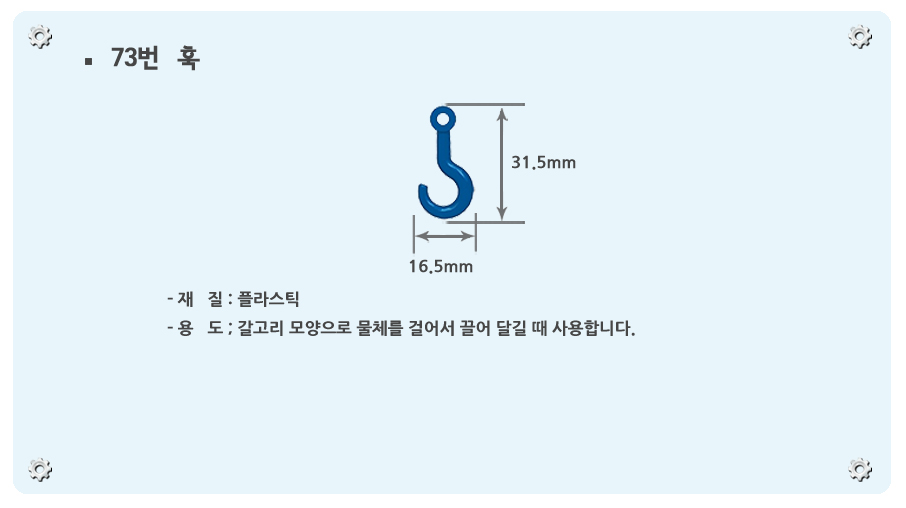 ▪ 73번 훅
31.5mm
16.5mm
- 재 질 : 플라스틱
- 용 도 ; 갈고리 모양으로 물체를 걸어서 끌어 달길 때 사용합니다.